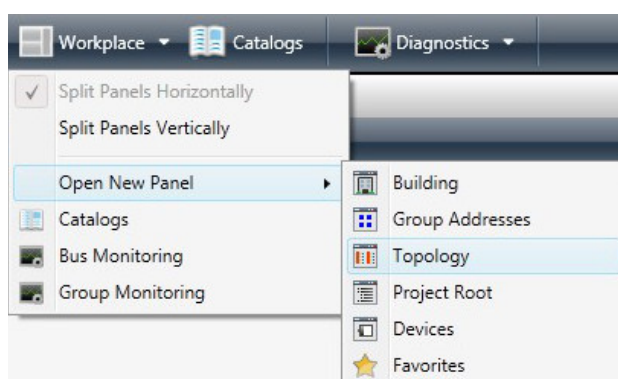 Workplace Catalogs Diagnostics
Split Panels Horizontally
Split Panels Vertically
Open New Panel
Catalogs
Bus Monitoring
Group Monitoring
Building
Group Addresses
Topology
Project Root
Devices
Favorites